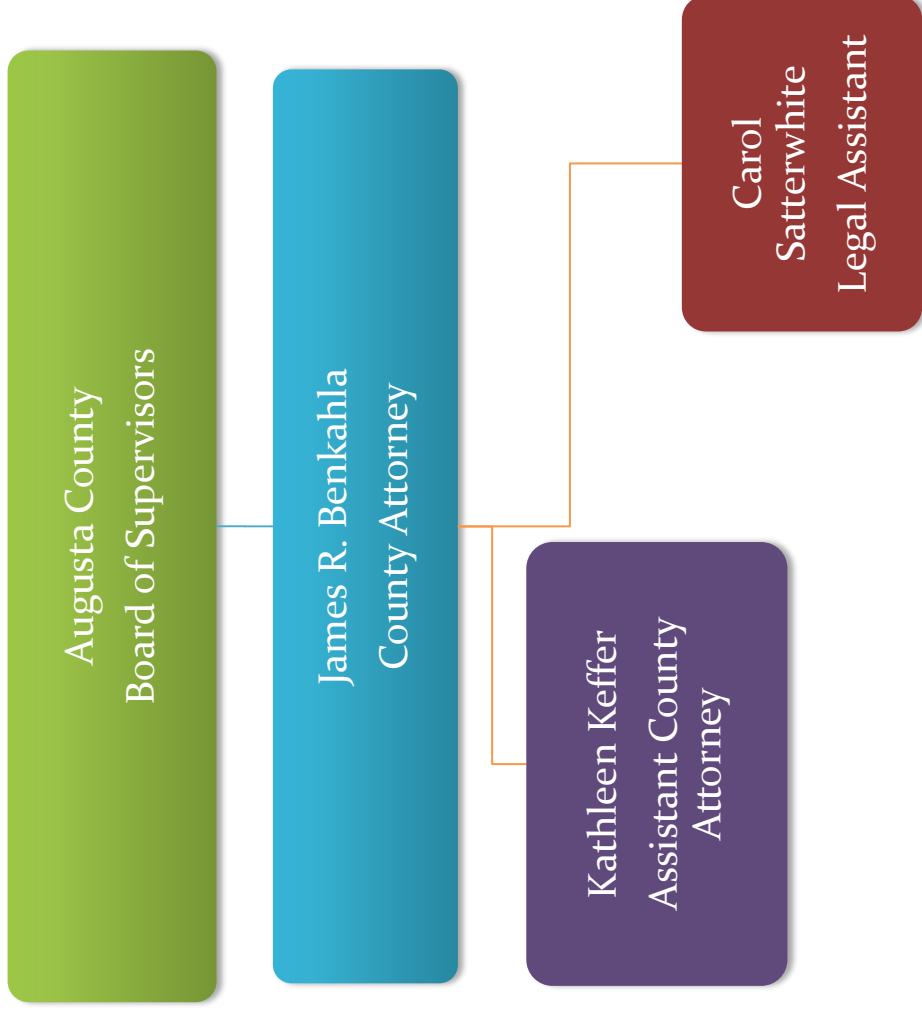 Augusta County
Board of Supervisors
James R. Benkahla
County Attorney
Kathleen Keffer
Assistant County
Attorney
Carol
Satterwhite
Legal Assistant